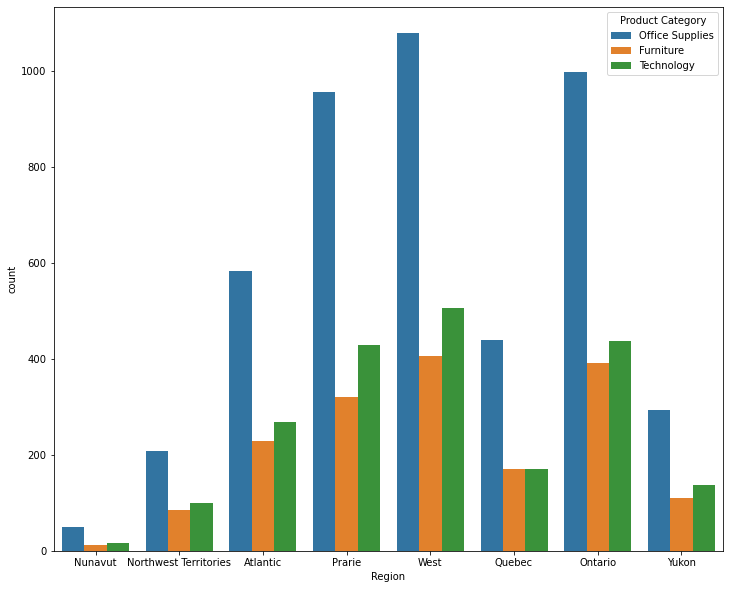 Product Category
Office Supplies
Furniture
Technology
1000
800
600
400
200
0
count
Nunavut Northwest Territories Atlantic Prarie West Quebec Ontario Yukon
Region